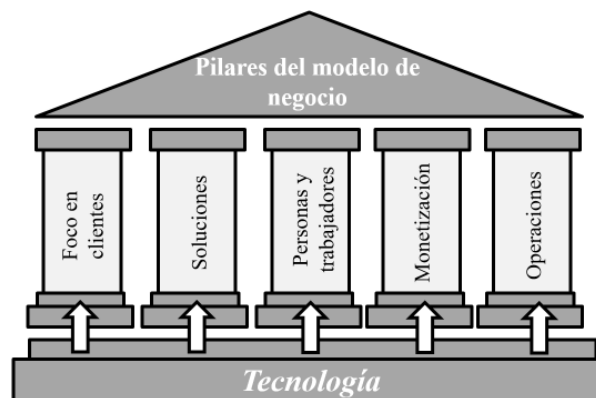 Pilares del modelo de
negocio
Foco en
clientes
Soluciones
Personas y
trabajadores
Monetización
Operaciones
Tecnología